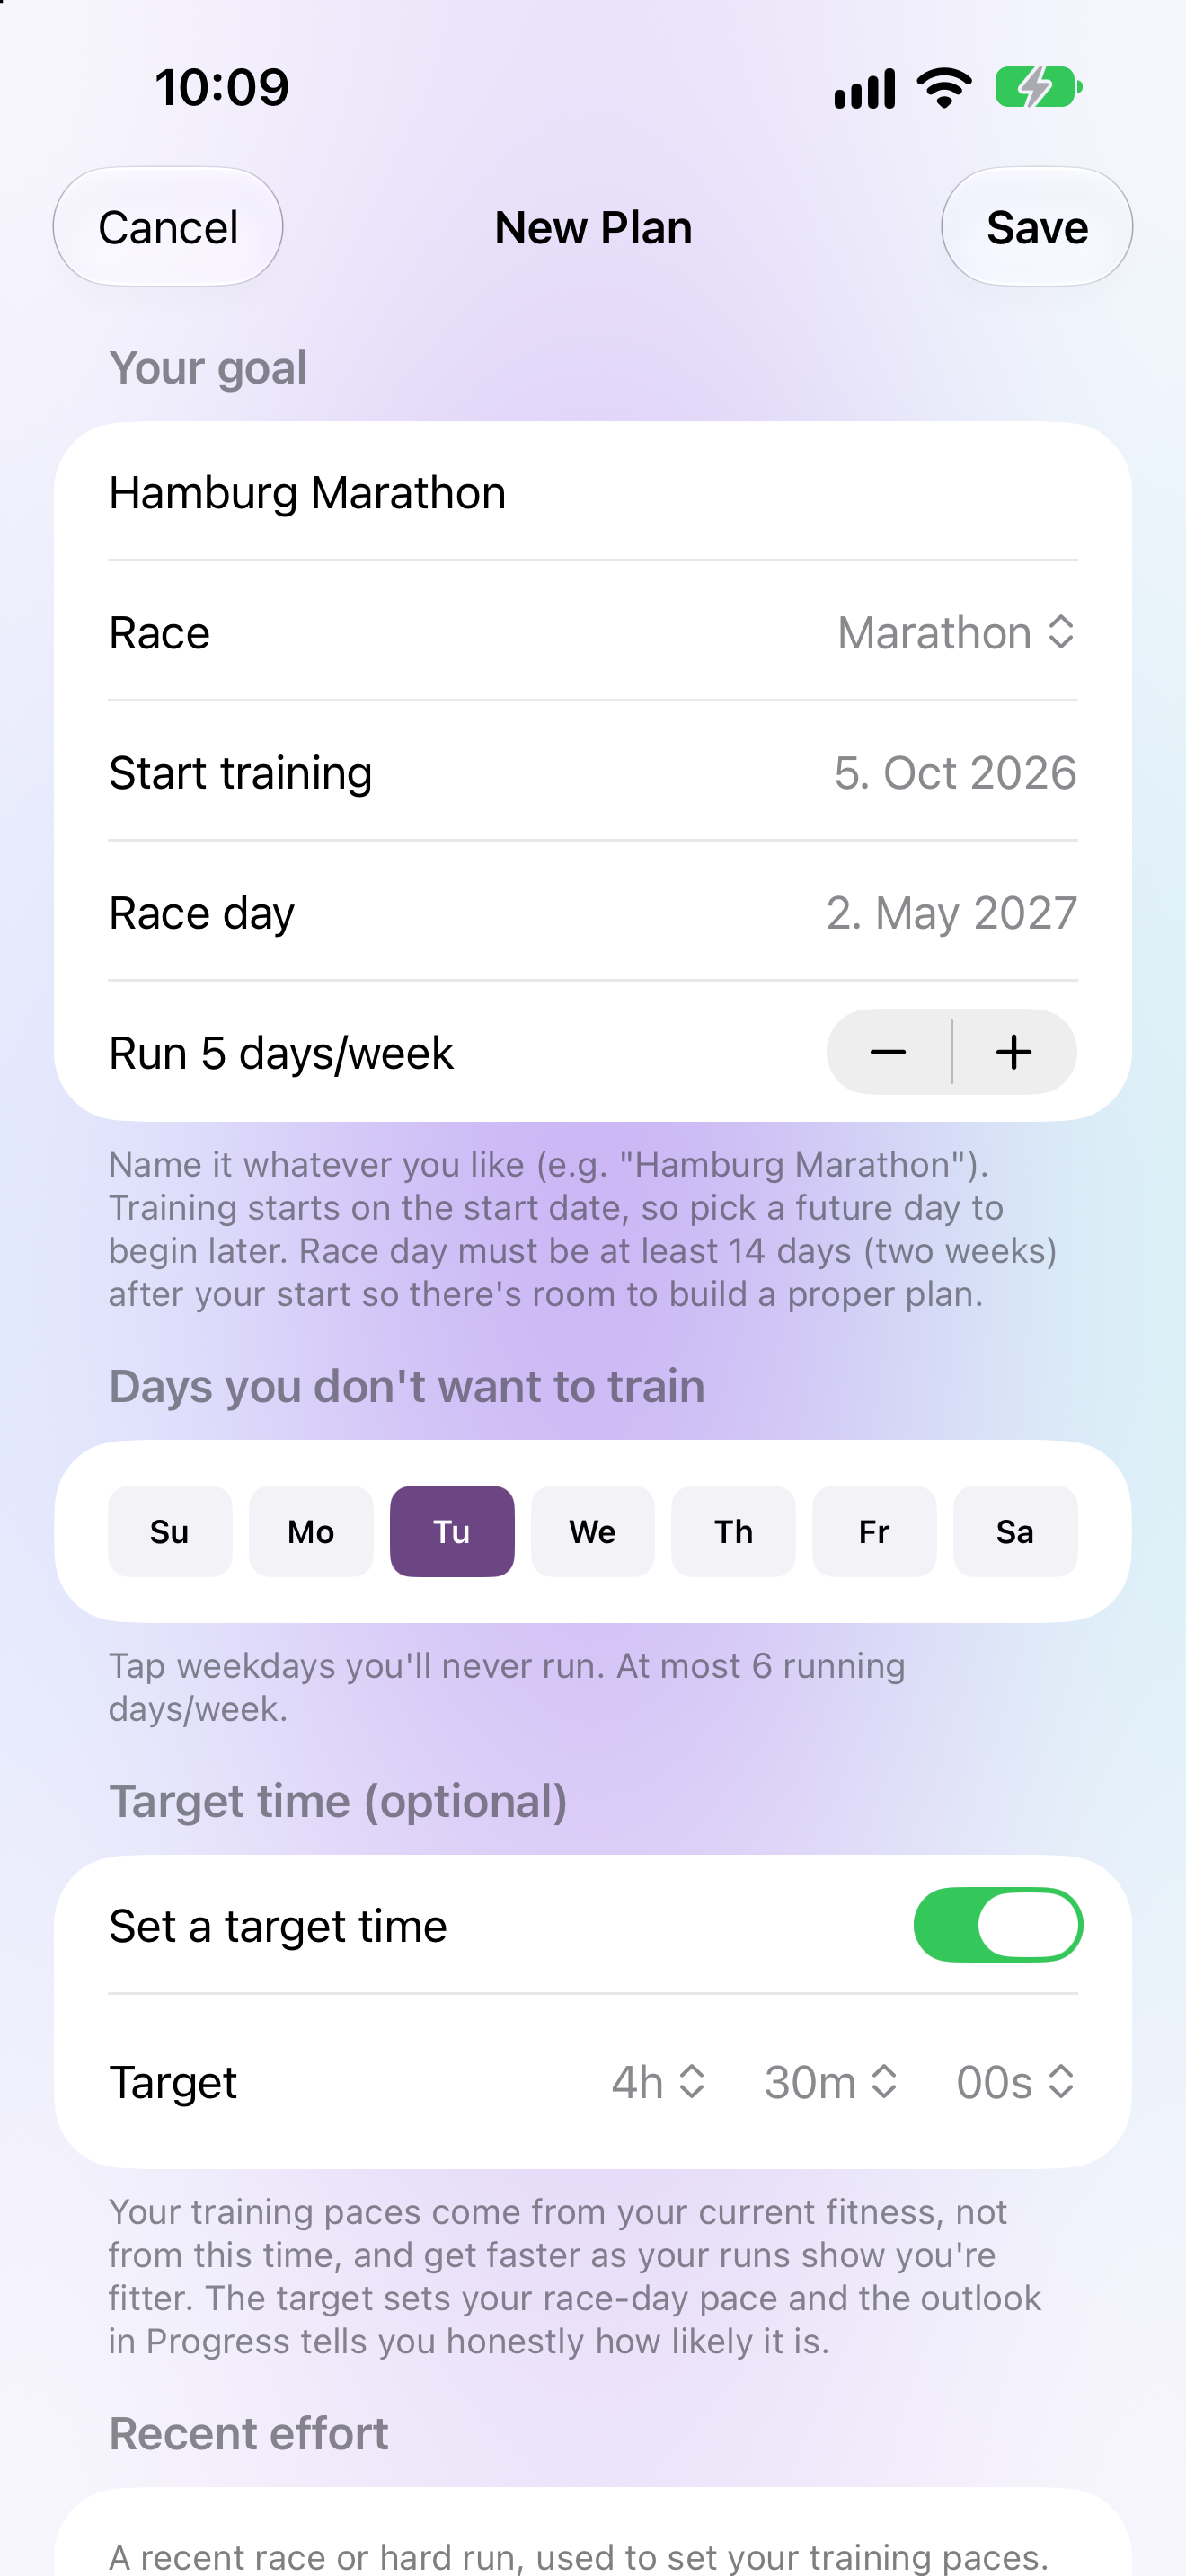 10:09
Cancel
New Plan
Save
Your goal
Hamburg Marathon
Race
Marathon
Start training
5. Oct 2026
Race day
2. May 2027
Run 5 days/week
Name it whatever you like (e.g. "Hamburg Marathon").
Training starts on the start date, so pick a future day to
begin later. Race day must be at least 14 days (two weeks)
after your start so there's room to build a proper plan.
Days you don't want to train
Su Mo Tu We Th Fr Sa
Tap weekdays you'll never run. At most 6 running
days/week.
Target time (optional)
Set a target time
Target
4h 30m 00s
Your training paces come from your current fitness, not
from this time, and get faster as your runs show you're
fitter. The target sets your race-day pace and the outlook
in Progress tells you honestly how likely it is.
Recent effort
A recent race or hard run, used to set your training paces.